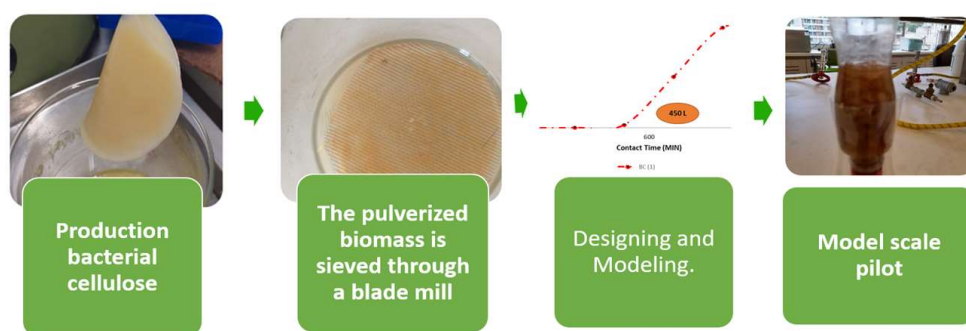 Production
bacterial
cellulose
The pulverized
biomass is
sieved through
a blade mill
450 L
600
Contact Time (MIN)
BC (1)
Designing and
Modeling.
Model scale
pilot